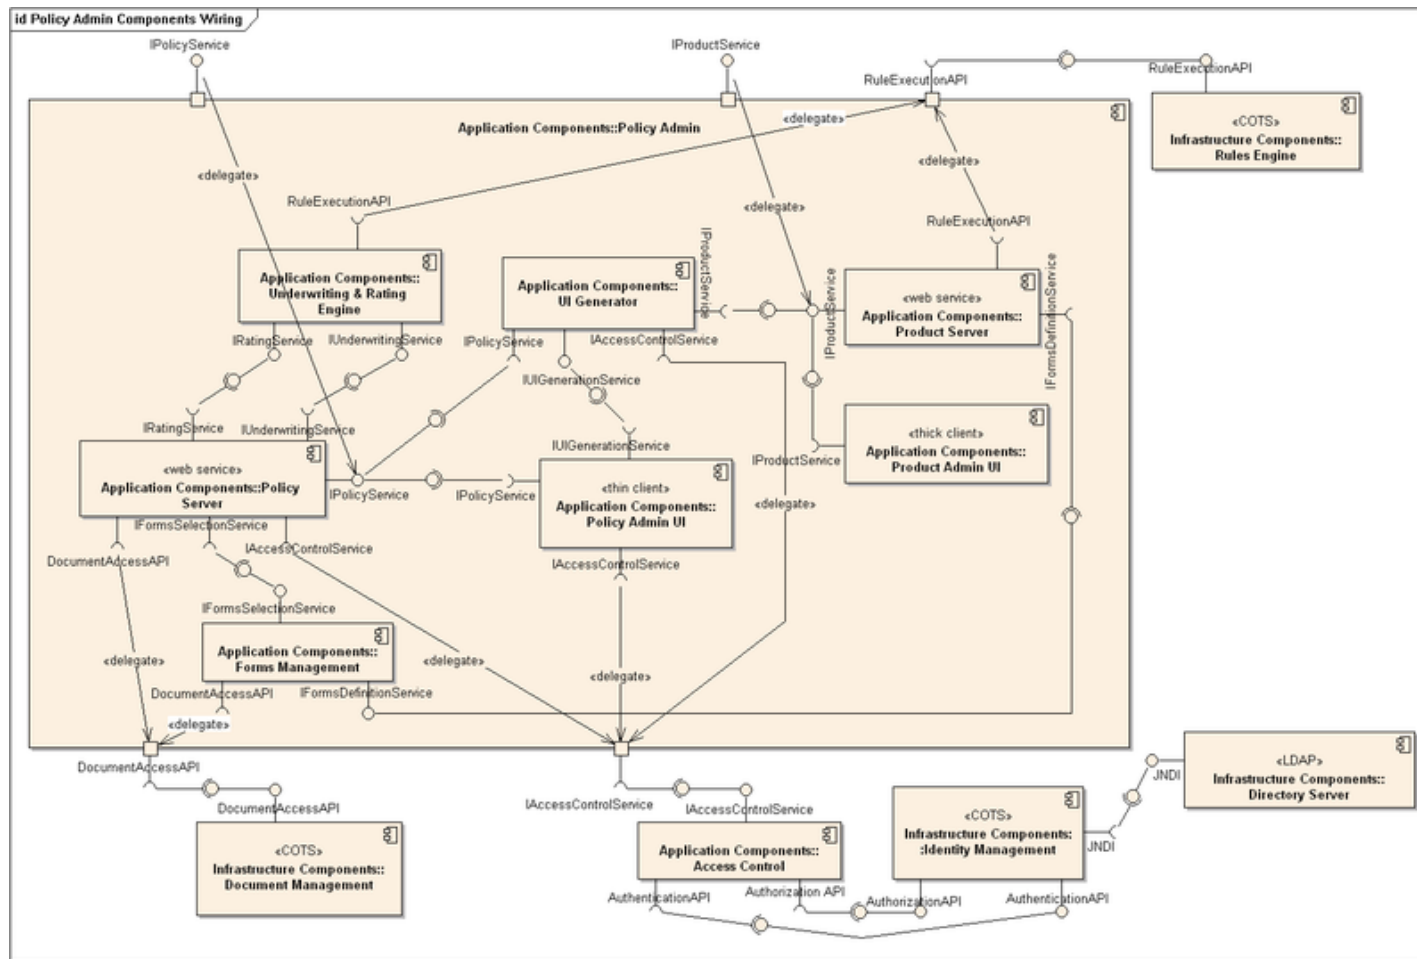 id Policy Admin Components Wiring
IPolicyService
IProductService
RuleExecutionAPI
RuleExecutionAPI
«COTS»
Infrastructure Components::
Rules Engine
Application Components::Policy Admin
«delegate»
«delegate»
«delegate»
«delegate»
RuleExecutionAPI
RuleExecutionAPI
Application Components::
Underwriting & Rating
Engine
Application Components::
UI Generator
IProductService
IProductService
«web service»
Application Components::
Product Server
IFormsDefinitionService
IRatingService
IUnderwritingService
IPolicyService
IAccessControlService
IUIGenerationService
IRatingService
IUnderwritingService
IUIGenerationService
IProductService
«thick client»
Application Components::
Product Admin UI
«web service»
Application Components::Policy
Server
IPolicyService
IPolicyService
«thin client»
Application Components::
Policy Admin UI
«delegate»
IFormsSelectionService
DocumentAccessAPI
IAccessControlService
IAccessControlService
IFormsSelectionService
Application Components::
Forms Management
«delegate»
«delegate»
«delegate»
DocumentAccessAPI
IFormsDefinitionService
«delegate»
DocumentAccessAPI
DocumentAccessAPI
«COTS»
Infrastructure Components::
Document Management
IAccessControlService
IAccessControlService
Application Components::
Access Control
«COTS»
Infrastructure Components:
:Identity Management
JNDI
JNDI
«LDAP»
Infrastructure Components::
Directory Server
AuthenticationAPI
Authorization API
AuthorizationAPI
AuthenticationAPI